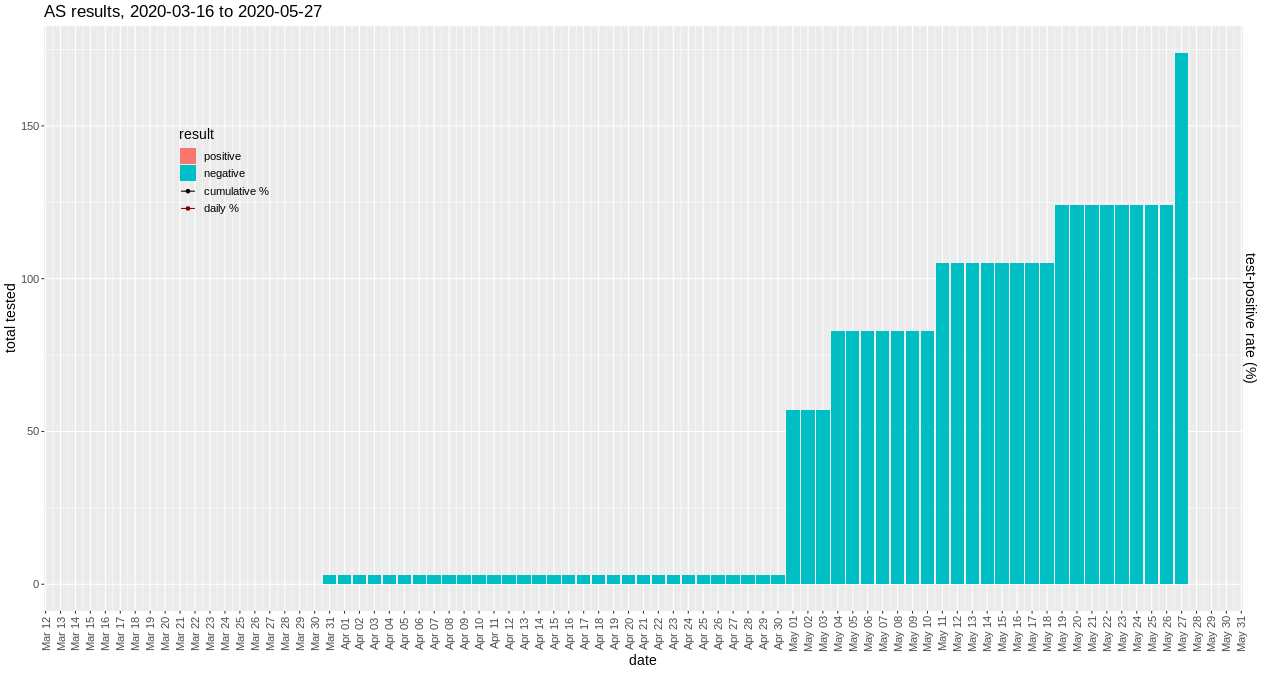 AS results, 2020-03-16 to 2020-05-27
total tested
150
100
50
0
result
positive
negative
cumulative %
daily %
test-positive rate (%)
Mar 12
Mar 13
Mar 14
Mar 15
Mar 16
Mar 17
Mar 18
Mar 19
Mar 20
Mar 21
Mar 22
Mar 23
Mar 24
Mar 25
Mar 26
Mar 27
Mar 28
Mar 29
Mar 30
Mar 31
Apr 01
Apr 02
Apr 03
Apr 04
Apr 05
Apr 06
Apr 07
Apr 08
Apr 09
Apr 10
Apr 11
Apr 12
Apr 13
Apr 14
Apr 15
Apr 16
Apr 17
Apr 18
Apr 19
Apr 20
Apr 21
Apr 22
Apr 23
Apr 24
Apr 25
Apr 26
Apr 27
Apr 28
Apr 29
Apr 30
May 01
May 02
May 03
May 04
May 05
May 06
May 07
May 08
May 09
May 10
May 11
May 12
May 13
May 14
May 15
May 16
May 17
May 18
May 19
May 20
May 21
May 22
May 23
May 24
May 25
May 26
May 27
May 28
May 29
May 30
May 31
date